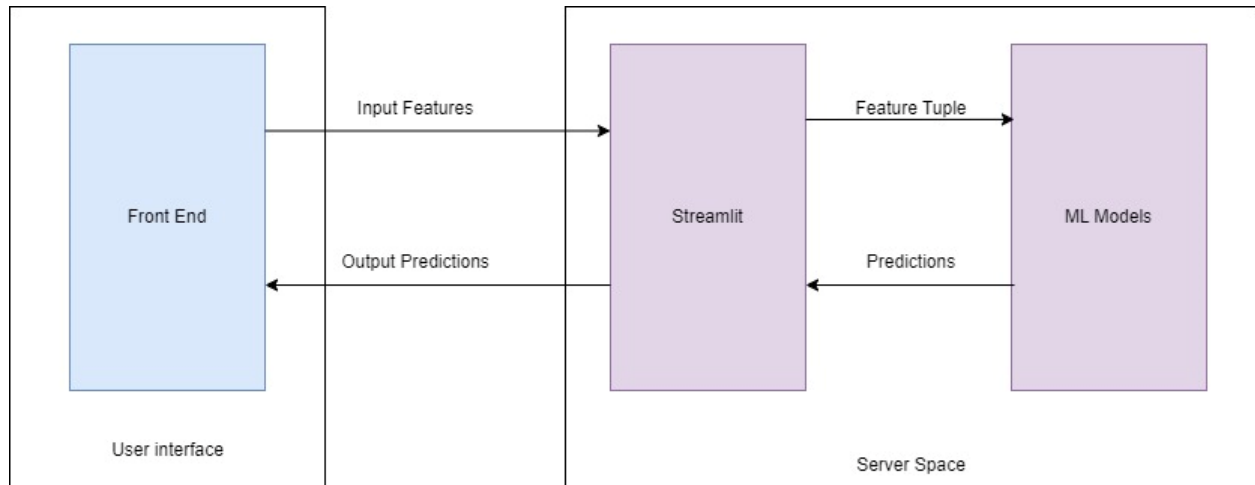 Input Features
Feature Tuple
Front End
Streamlit
ML Models
Output Predictions
Predictions
User interface
Server Space